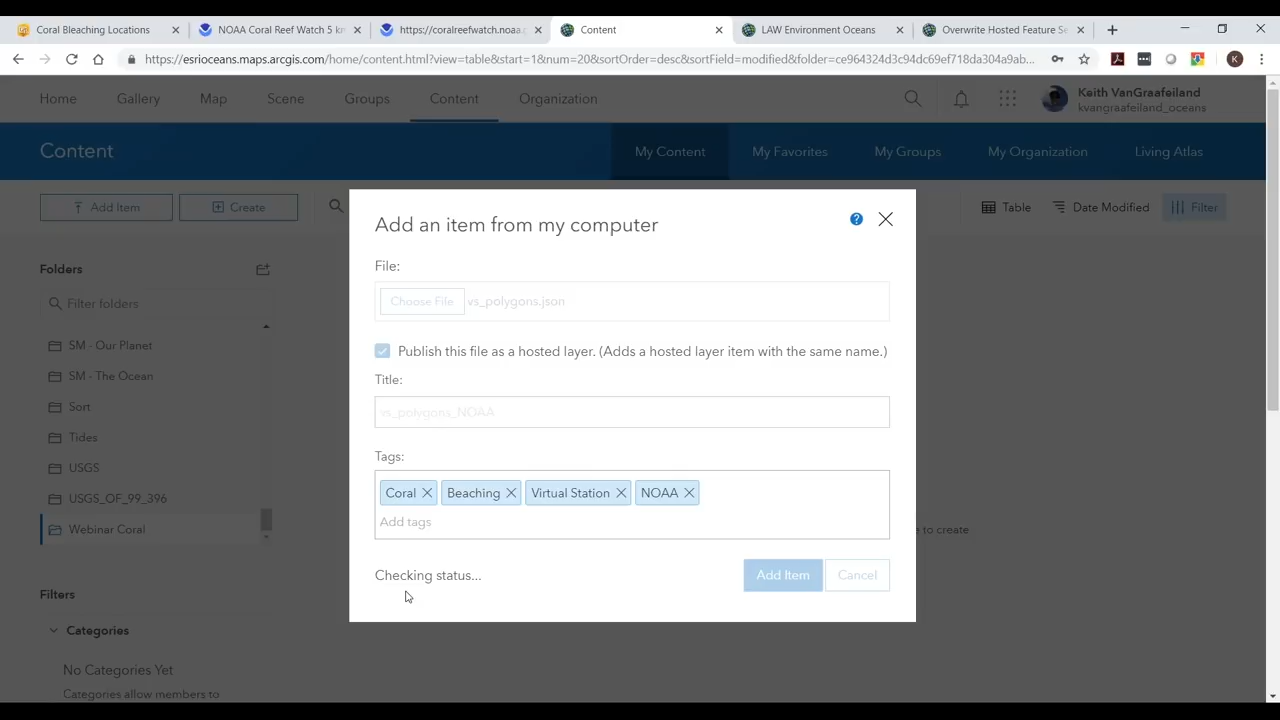 Coral Bleaching Locations
NOAA Coral Reef Watch 5 km
https://coralreefwatch.noaa.g
Content
LAW Environment Oceans
Overwrite Hosted Feature Se
https://esrioceans.maps.arcgis.com/home/content.html?view=table&start=1&num=20&sortOrder=desc&sortField=modified&folder=ce964324d3c94dc69ef718da304a9ab...
K
Home
Gallery
Map
Scene
Groups
Content
Organization
Keith VanGraafeiland
kvangraafeiland_oceans
Content
My Content
My Favorites
My Groups
My Organization
Living Atlas
Add Item
Create
Table
Date Modified
Filter
Add an item from my computer
?
File:
Choose File
vs_polygons.json
Publish this file as a hosted layer. (Adds a hosted layer item with the same name.)
Title:
vs_polygons_NOAA
Tags:
Coral
Beaching
Virtual Station
NOAA
Add tags
Checking status...
Add Item
Cancel
Folders
Filter folders
SM - Our Planet
SM - The Ocean
Sort
Tides
USGS
USGS_OF_99_396
Webinar Coral
to create
Filters
Categories
No Categories Yet
Categories allow members to